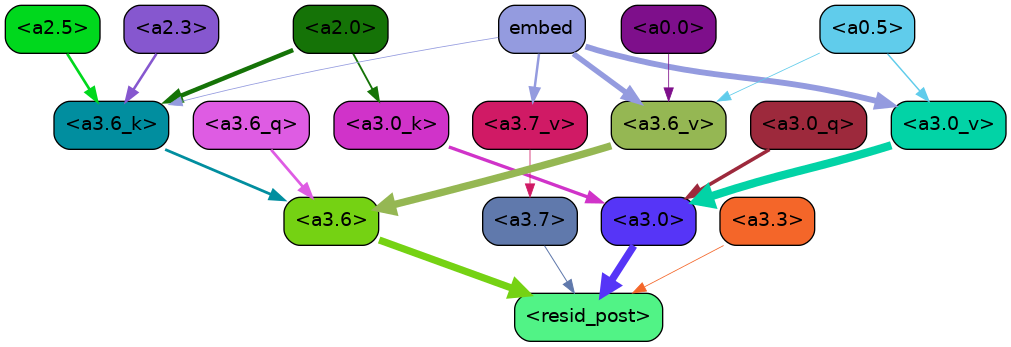 <a2.5> <a2.3> <a2.0> embed <a0.0> <a0.5>
<a3.6_k> <a3.6_q> <a3.0_k> <a3.7_v> <a3.6_v> <a3.0_q> <a3.0_v>
<a3.6> <a3.7> <a3.0> <a3.3>
<resid_post>